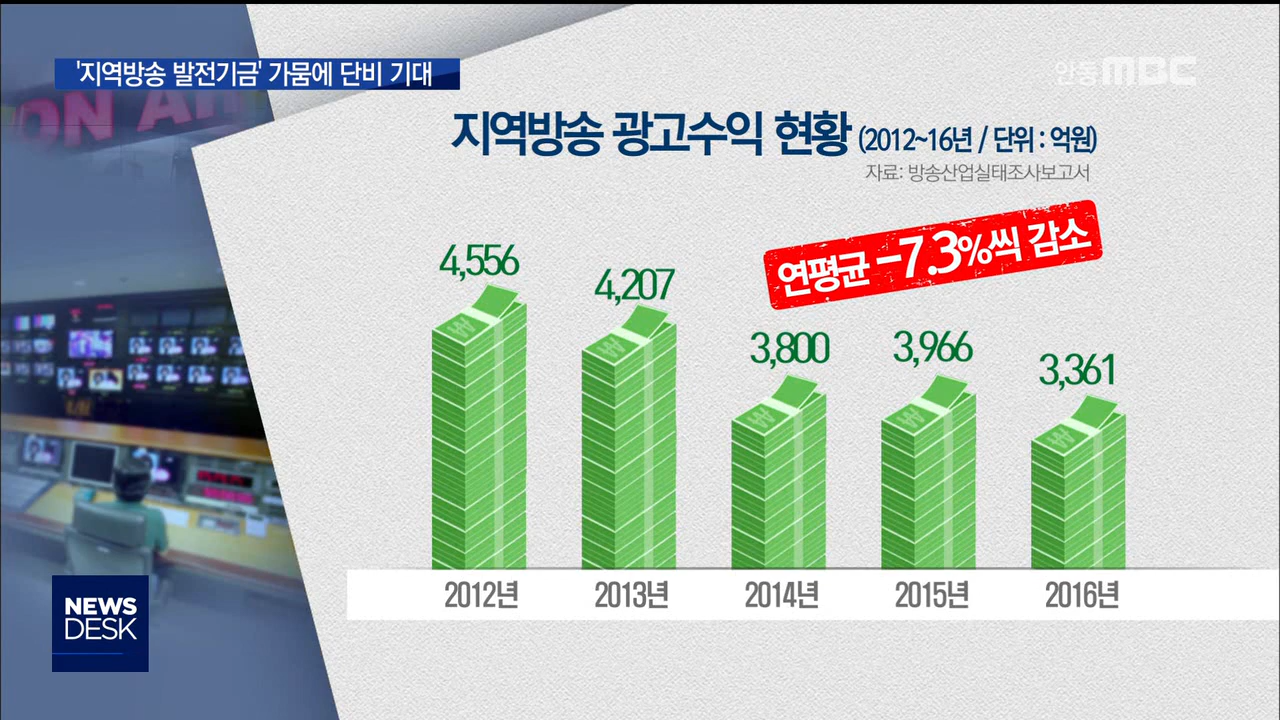 '지역방송 발전기금' 가뭄에 단비 기대
안동MBC
ON AI
지역방송 광고수익 현황 (2012~16년 / 단위 : 억원)
자료: 방송산업실태조사보고서
연평균 -7.3%씩 감소
4,556
4,207
3,800
3,966
3,361
2012년
2013년
2014년
2015년
2016년
NEWS
DESK